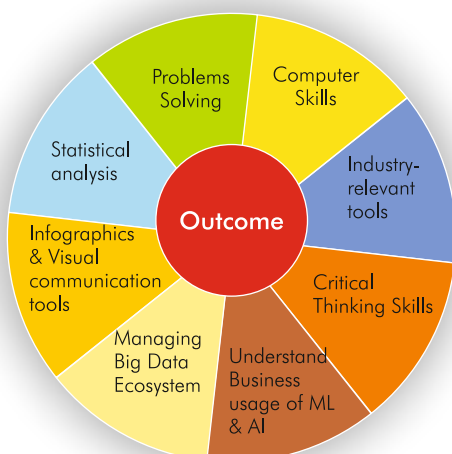 Problems
Solving
Computer
Skills
Industry-
relevant
tools
Critical
Thinking Skills
Understand
Business
usage of ML
& AI
Managing
Big Data
Ecosystem
Infographics
& Visual
communication
tools
Statistical
analysis
Outcome